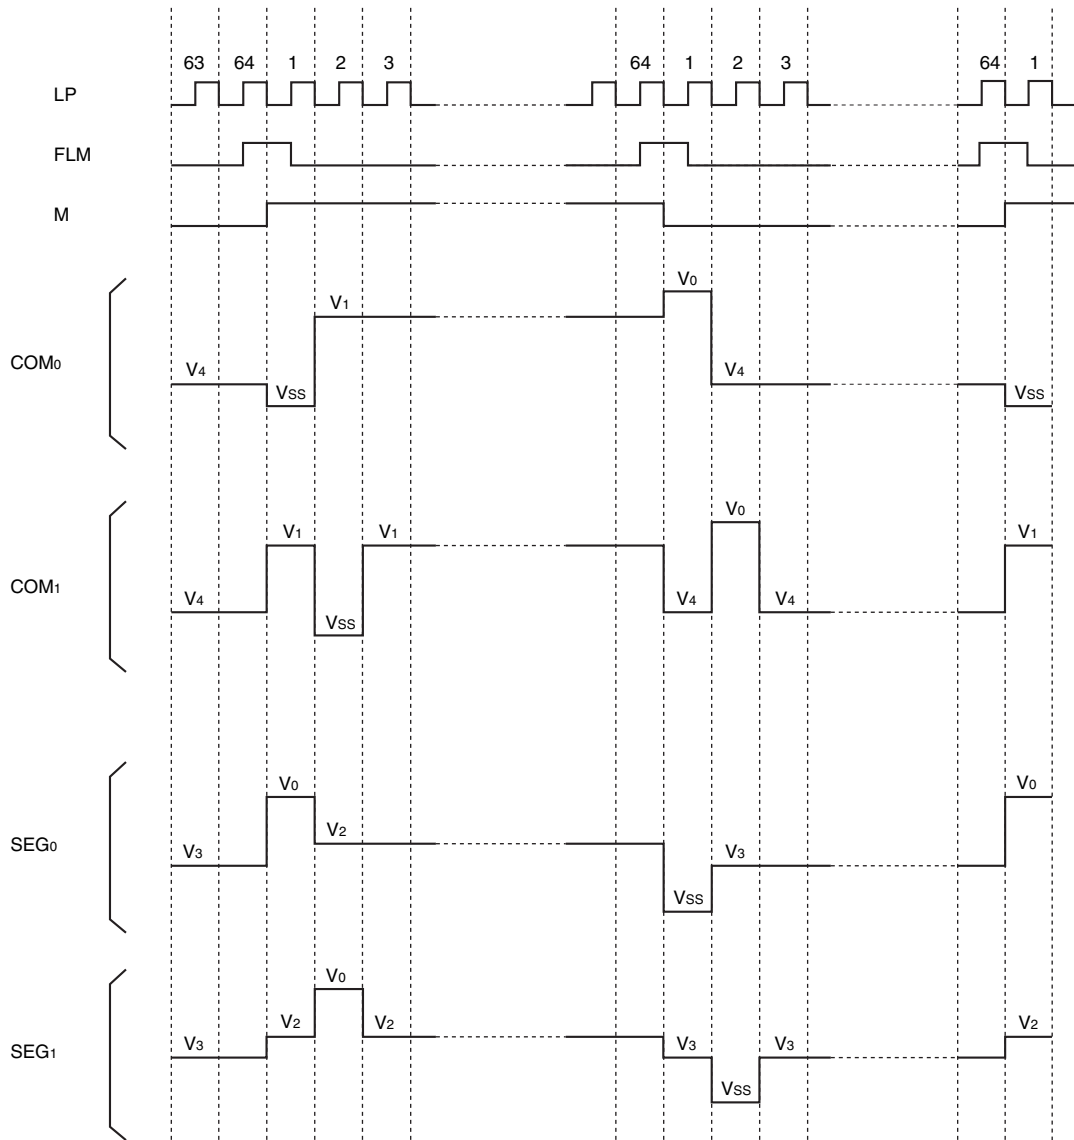 63 64 1 2 3 64 1 2 3 64 1
LP
FLM
M
V0
V1
COM0
V4 V4
VSS VSS
V0
V1 V1 V1
COM1
V4 V4 V4
VSS
V0 V0
V2
SEG0
V3 V3
VSS
V0
V2 V2 V2
SEG1
V3 V3 V3
VSS